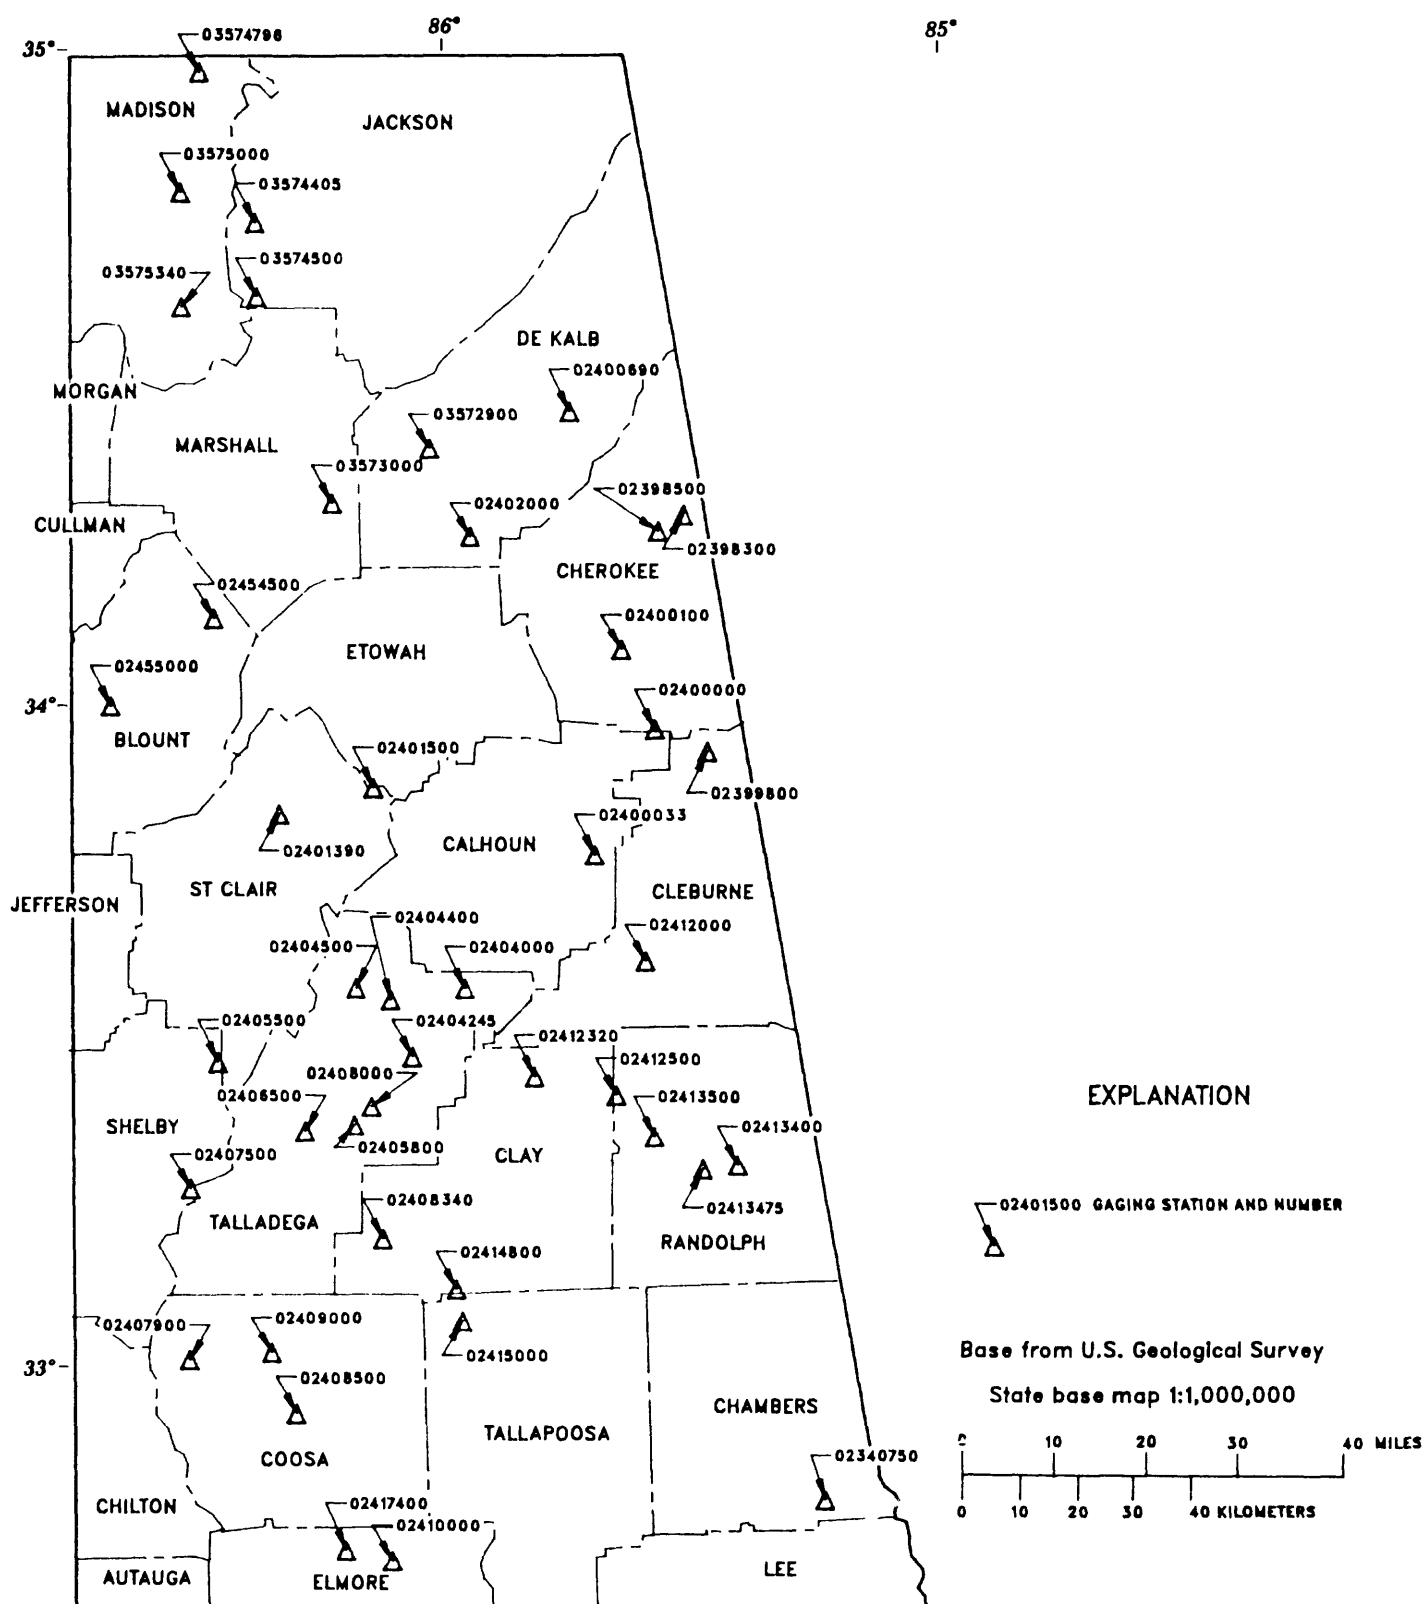 86°
85°
35°
03574796
MADISON
JACKSON
03575000
03574405
03574500
03575340
DE KALB
02400690
MORGAN
03572900
MARSHALL
03573000
02398500
02402000
CULLMAN
02398300
CHEROKEE
02454500
02400100
ETOWAH
02455000
02400000
34°
BLOUNT
02401500
02399800
02400033
CALHOUN
02401390
ST CLAIR
CLEBURNE
JEFFERSON
02404400
02412000
02404500
02404000
02405500
02404245
02412320
02412500
02408000
02406500
02413500
EXPLANATION
SHELBY
02413400
02405800
CLAY
02407500
02408340
02401500 GAGING STATION AND NUMBER
02413475
TALLADEGA
RANDOLPH
02414800
02409000
02407900
02415000
Base from U.S. Geological Survey
33°
02408500
State base map 1:1,000,000
CHAMBERS
TALLAPOOSA
0 10 20 30 40 MILES
COOSA
02340750
CHILTON
02417400
0 10 20 30 40 KILOMETERS
02410000
LEE
AUTAUGA
ELMORE